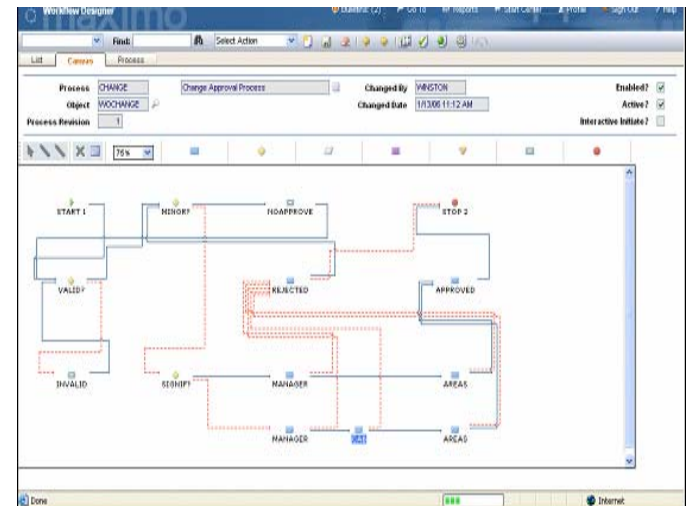 Workflow Designer
maximo
Bulletins: (2) Go To Reports Start Center Profile Sign Out Help
Find: Select Action
List Canvas Process
Process CHANGE Change Approval Process Changed By WINSTON Enabled?
Object WOCHANGE Changed Date 1/13/06 11:12 AM Active?
Process Revision 1 Interactive Initiate?
75%
START 1 MINOR? NOAPPROVE STOP 2
VALID? REJECTED APPROVED
INVALID SIGNIF? MANAGER AREAS
MANAGER CAB AREAS
Done Internet